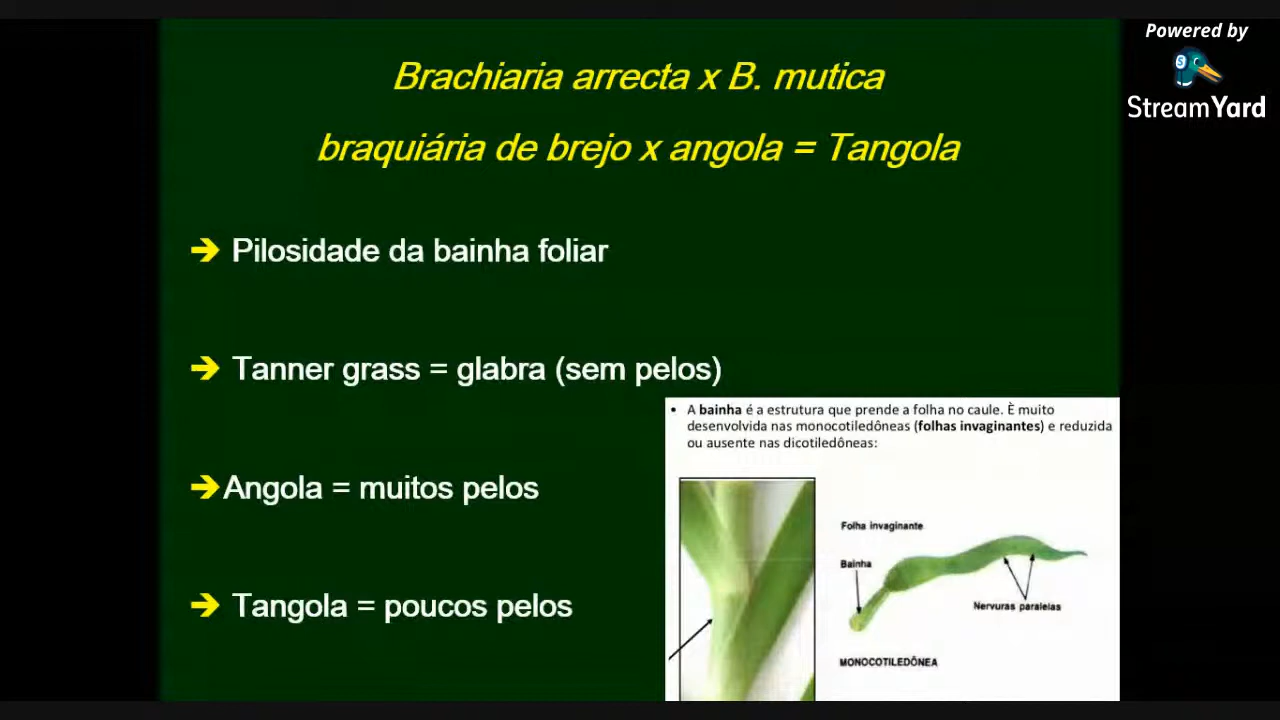 Powered by
StreamYard
Brachiaria arrecta x B. mutica
braquiária de brejo x angola = Tangola
➔ Pilosidade da bainha foliar
➔ Tanner grass = glabra (sem pelos)
➔ Angola = muitos pelos
➔ Tangola = poucos pelos
• A bainha é a estrutura que prende a folha no caule. È muito
desenvolvida nas monocotiledôneas (folhas invaginantes) e reduzida
ou ausente nas dicotiledôneas:
Folha invaginante
Bainha
Nervuras paralelas
MONOCOTILEDÔNEA